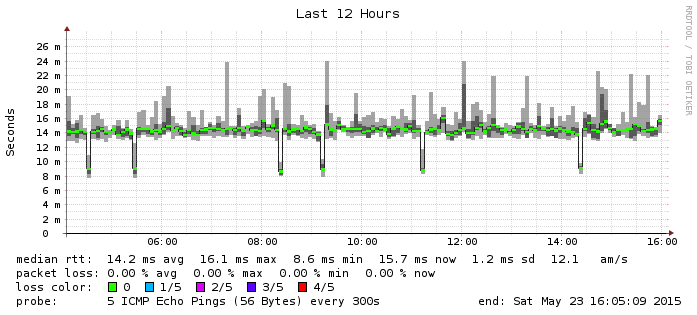 Last 12 Hours
RRDTOOL / TOBI OETIKER
Seconds
26 m
24 m
22 m
20 m
18 m
16 m
14 m
12 m
10 m
8 m
6 m
4 m
2 m
0
06:00 08:00 10:00 12:00 14:00 16:00
median rtt: 14.2 ms avg 16.1 ms max 8.6 ms min 15.7 ms now 1.2 ms sd 12.1 am/s
packet loss: 0.00 % avg 0.00 % max 0.00 % min 0.00 % now
loss color: 0 1/5 2/5 3/5 4/5
probe: 5 ICMP Echo Pings (56 Bytes) every 300s end: Sat May 23 16:05:09 2015